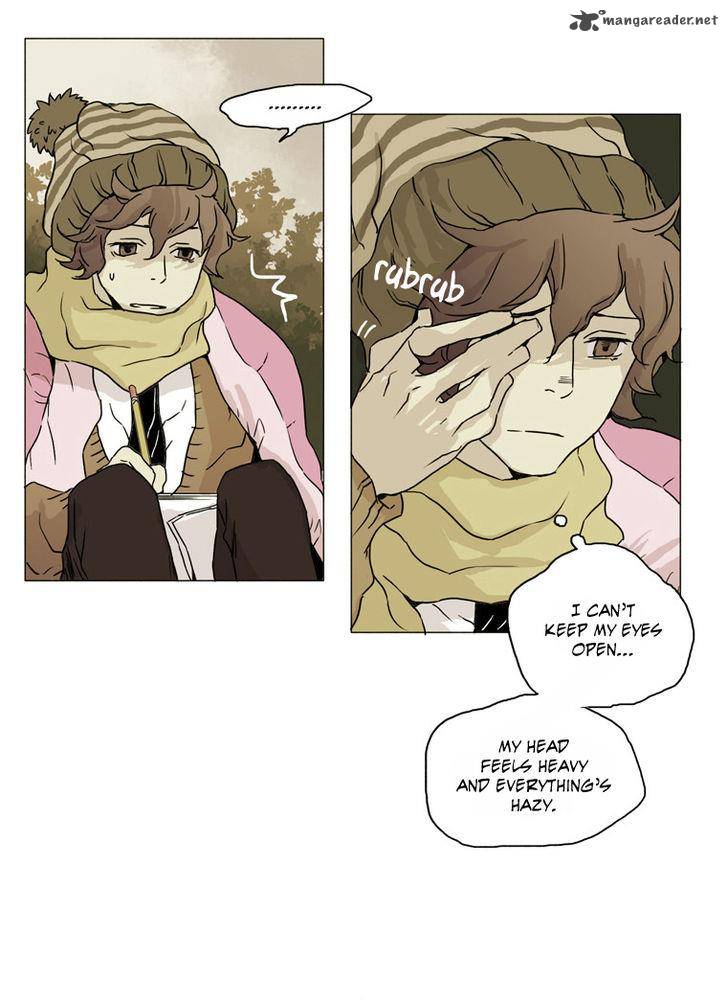 mangareader.net
.........
rubrub
I CAN'T
KEEP MY EYES
OPEN...
MY HEAD
FEELS HEAVY
AND EVERYTHING'S
HAZY.